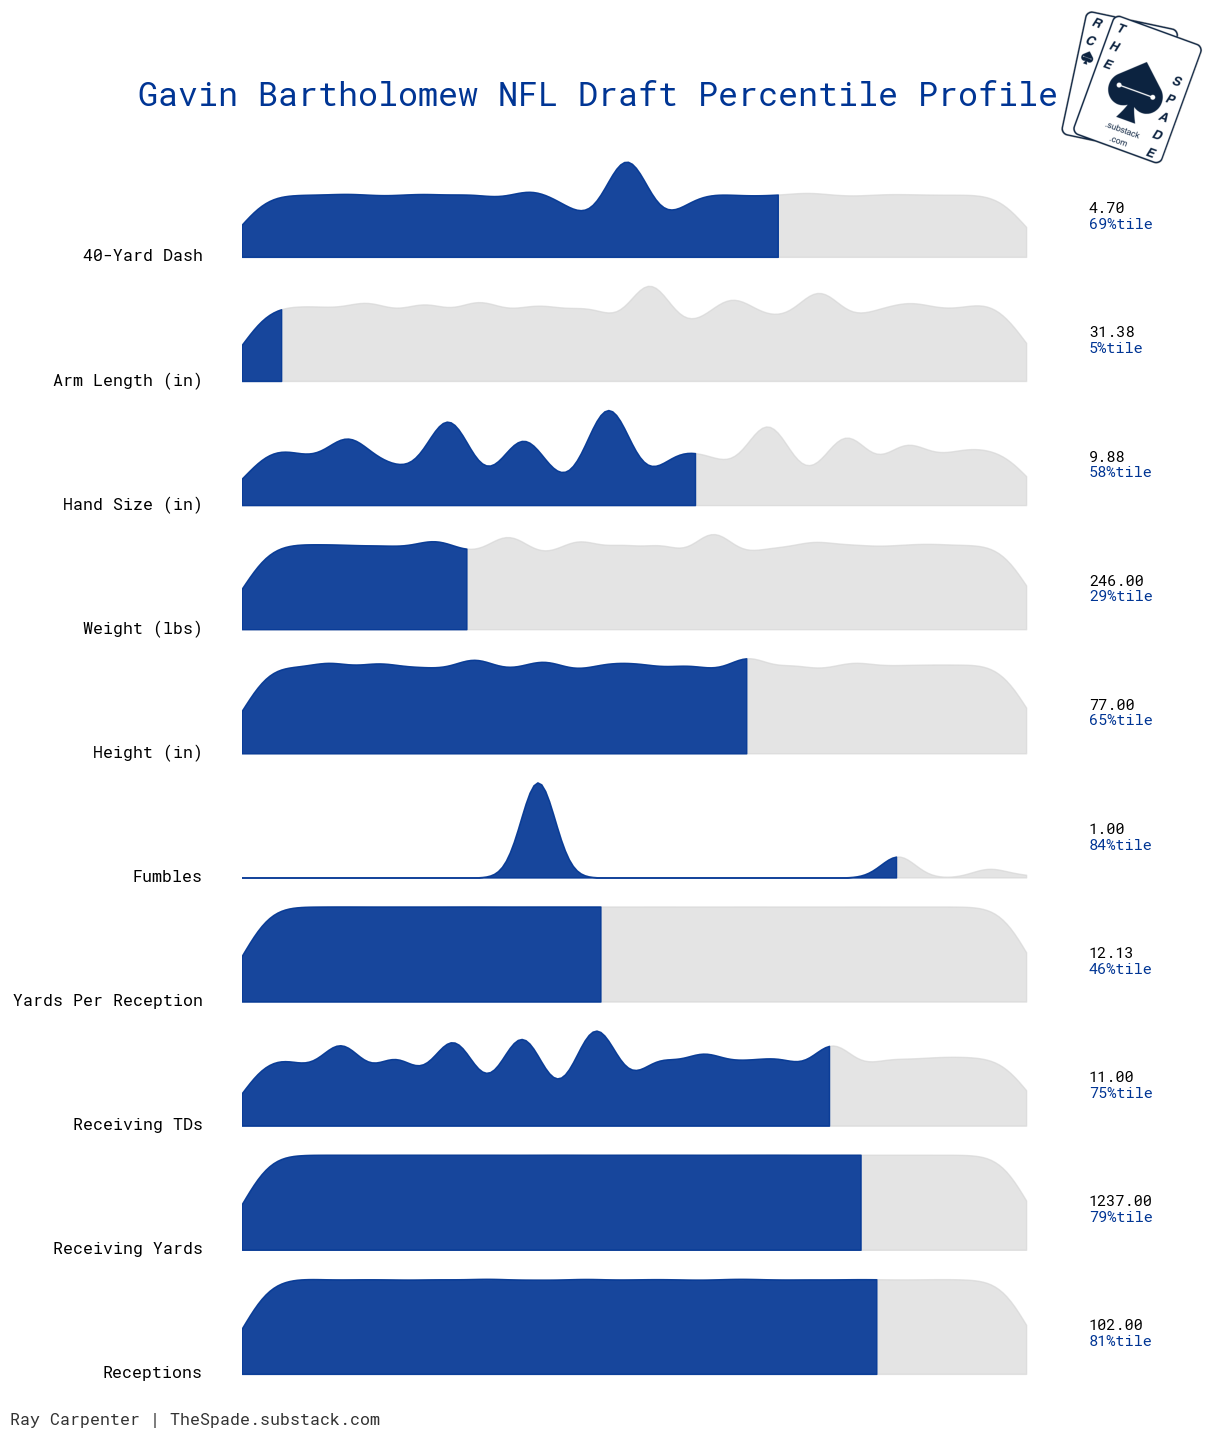 R
C
THE
SPADE
.substack
.com
Gavin Bartholomew NFL Draft Percentile Profile
40-Yard Dash
4.70
69%tile
Arm Length (in)
31.38
5%tile
Hand Size (in)
9.88
58%tile
Weight (lbs)
246.00
29%tile
Height (in)
77.00
65%tile
Fumbles
1.00
84%tile
Yards Per Reception
12.13
46%tile
Receiving TDs
11.00
75%tile
Receiving Yards
1237.00
79%tile
Receptions
102.00
81%tile
Ray Carpenter | TheSpade.substack.com